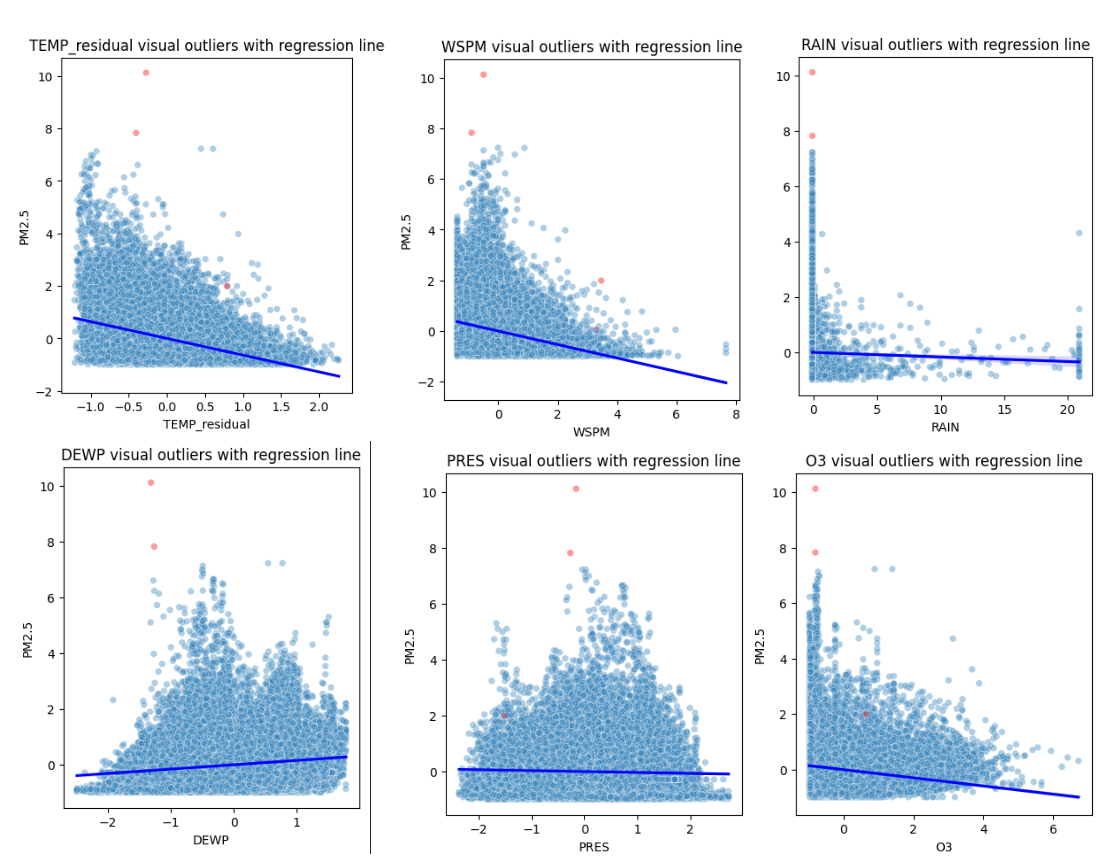 TEMP_residual visual outliers with regression line
PM2.5
10
8
6
4
2
0
−2
−1.0 −0.5 0.0 0.5 1.0 1.5 2.0
TEMP_residual
WSPM visual outliers with regression line
PM2.5
10
8
6
4
2
0
−2
0 2 4 6 8
WSPM
RAIN visual outliers with regression line
PM2.5
10
8
6
4
2
0
0 5 10 15 20
RAIN
DEWP visual outliers with regression line
PM2.5
10
8
6
4
2
0
−2 −1 0 1
DEWP
PRES visual outliers with regression line
PM2.5
10
8
6
4
2
0
−2 −1 0 1 2
PRES
O3 visual outliers with regression line
PM2.5
10
8
6
4
2
0
0 2 4 6
O3